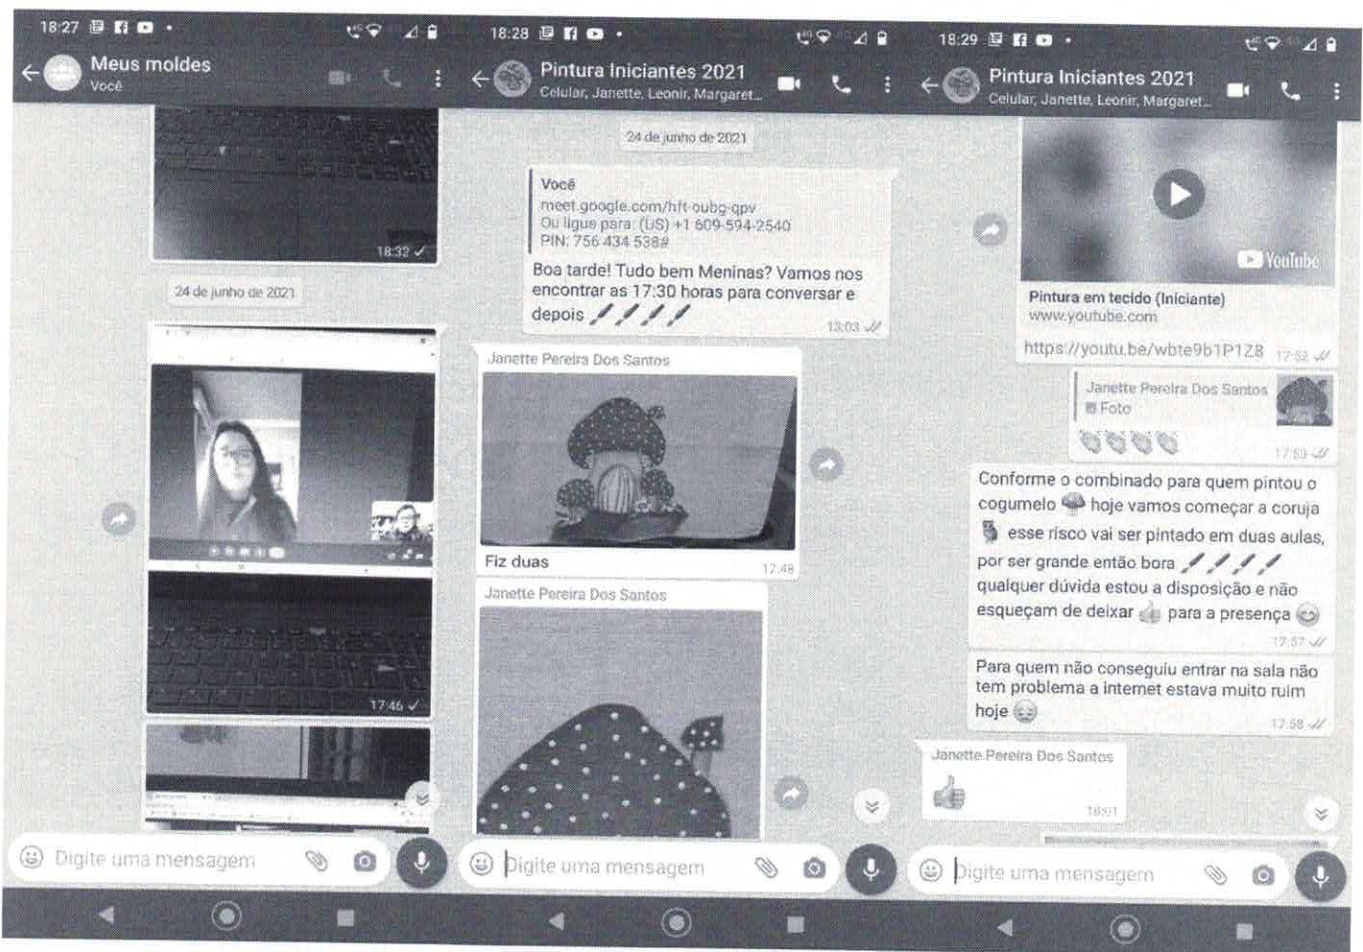 18:27
Meus moldes
Você
18:32
24 de junho de 2021
17:46
Digite uma mensagem
18:28
Pintura Iniciantes 2021
Celular, Janette, Leonir, Margaret...
24 de junho de 2021
Você
meet.google.com/hft-oubg-qpv
Ou ligue para: (US) +1 609-594-2540
PIN: 756 434 538#
Boa tarde! Tudo bem Meninas? Vamos nos
encontrar as 17:30 horas para conversar e
depois
13:03
Janette Pereira Dos Santos
Fiz duas
17:48
Janette Pereira Dos Santos
Digite uma mensagem
18:29
Pintura Iniciantes 2021
Celular, Janette, Leonir, Margaret...
YouTube
Pintura em tecido (Iniciante)
www.youtube.com
https://youtu.be/wbte9b1P1Z8
17:52
Janette Pereira Dos Santos
Foto
17:53
Conforme o combinado para quem pintou o
cogumelo hoje vamos começar a coruja
esse risco vai ser pintado em duas aulas,
por ser grande então bora
qualquer dúvida estou a disposição e não
esqueçam de deixar para a presença
17:57
Para quem não conseguiu entrar na sala não
tem problema a internet estava muito ruim
hoje
17:58
Janette Pereira Dos Santos
18:01
Digite uma mensagem